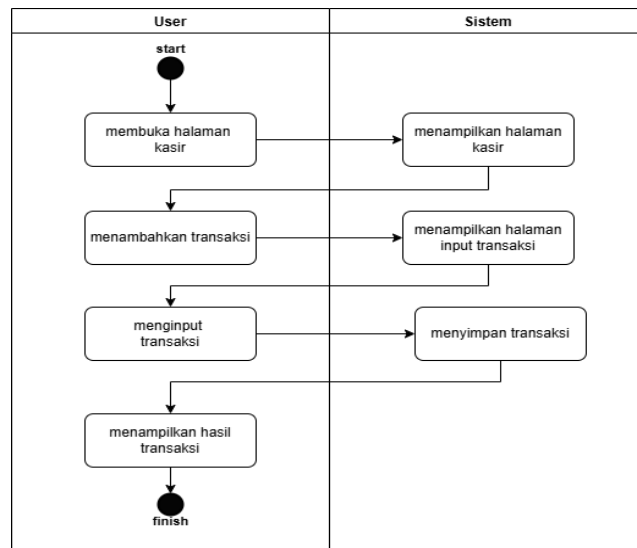 User
Sistem
start
membuka halaman
kasir
menampilkan halaman
kasir
menambahkan transaksi
menampilkan halaman
input transaksi
menginput
transaksi
menyimpan transaksi
menampilkan hasil
transaksi
finish